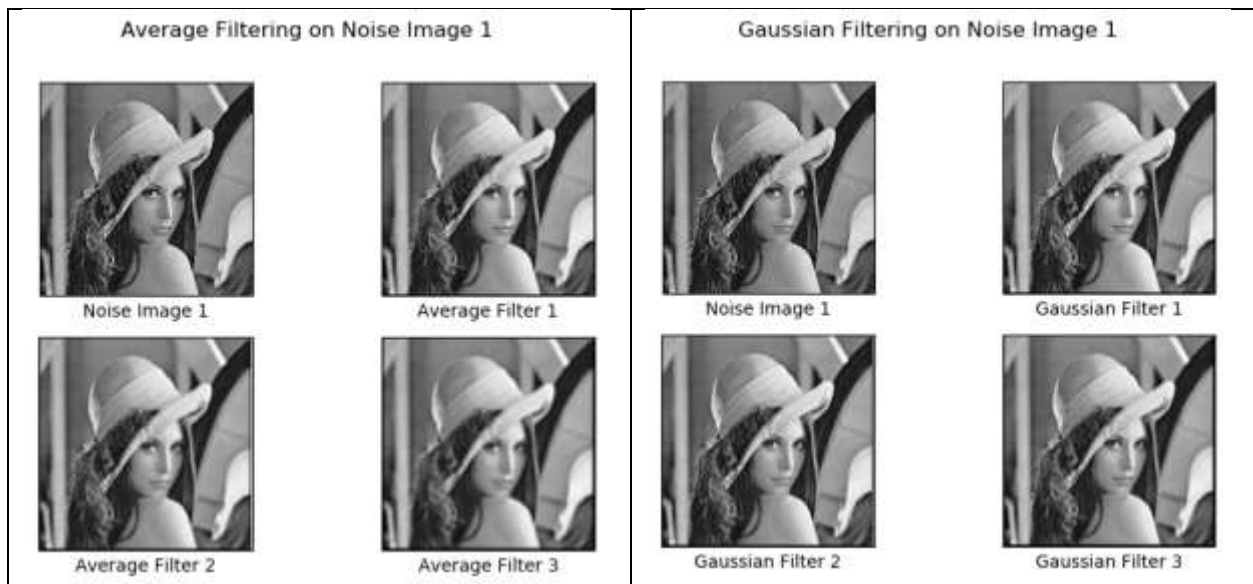 Average Filtering on Noise Image 1
Noise Image 1
Average Filter 1
Average Filter 2
Average Filter 3
Gaussian Filtering on Noise Image 1
Noise Image 1
Gaussian Filter 1
Gaussian Filter 2
Gaussian Filter 3